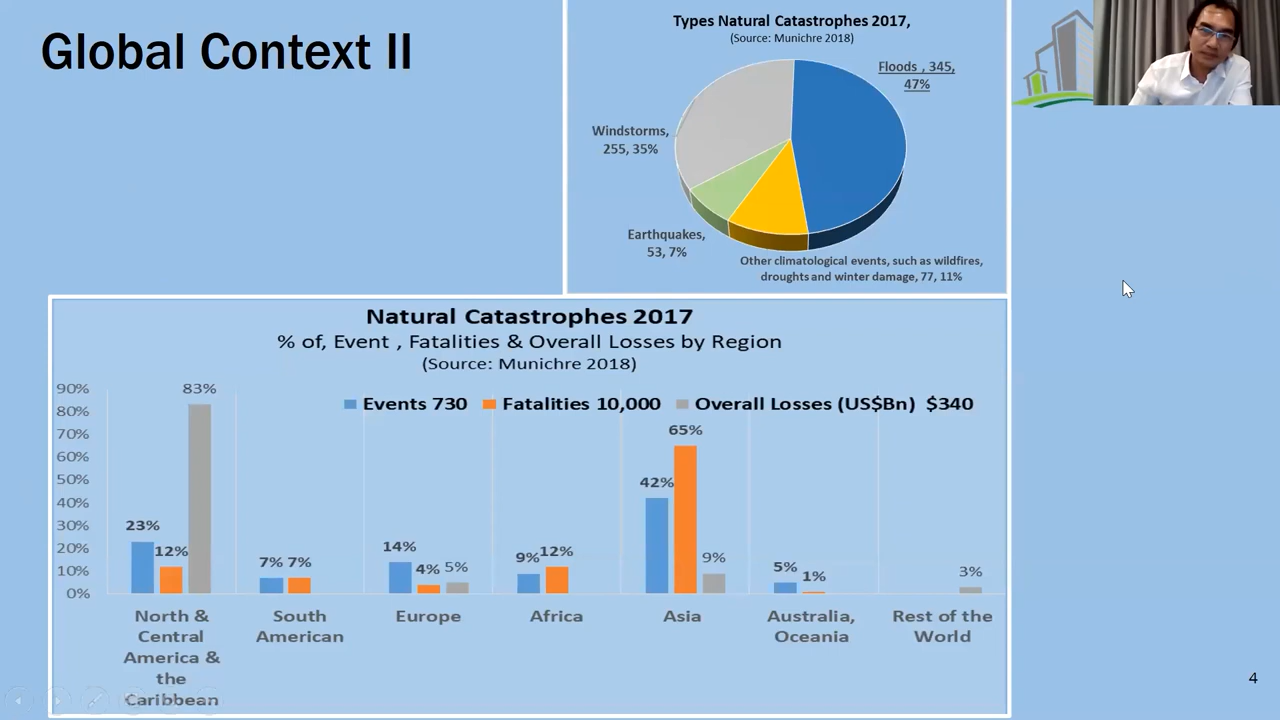 Global Context II
Types Natural Catastrophes 2017,
(Source: Munichre 2018)
Floods , 345,
47%
Windstorms,
255, 35%
Earthquakes,
53, 7%
Other climatological events, such as wildfires,
droughts and winter damage, 77, 11%
Natural Catastrophes 2017
% of, Event , Fatalities & Overall Losses by Region
(Source: Munichre 2018)
Events 730 Fatalities 10,000 Overall Losses (US$Bn) $340
90%
80%
70%
60%
50%
40%
30%
20%
10%
0%
23% 12% 83%
7% 7%
14% 4% 5%
9% 12%
42% 65% 9%
5% 1%
3%
North &
Central
America &
the
Caribbean
South
American
Europe
Africa
Asia
Australia,
Oceania
Rest of the
World
4